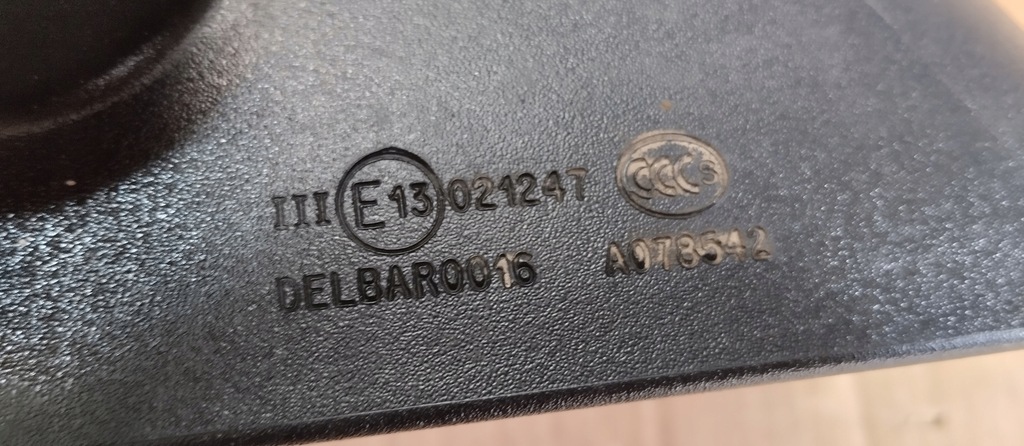 III E13 021247
CCC S
DELBAR0016
A078542